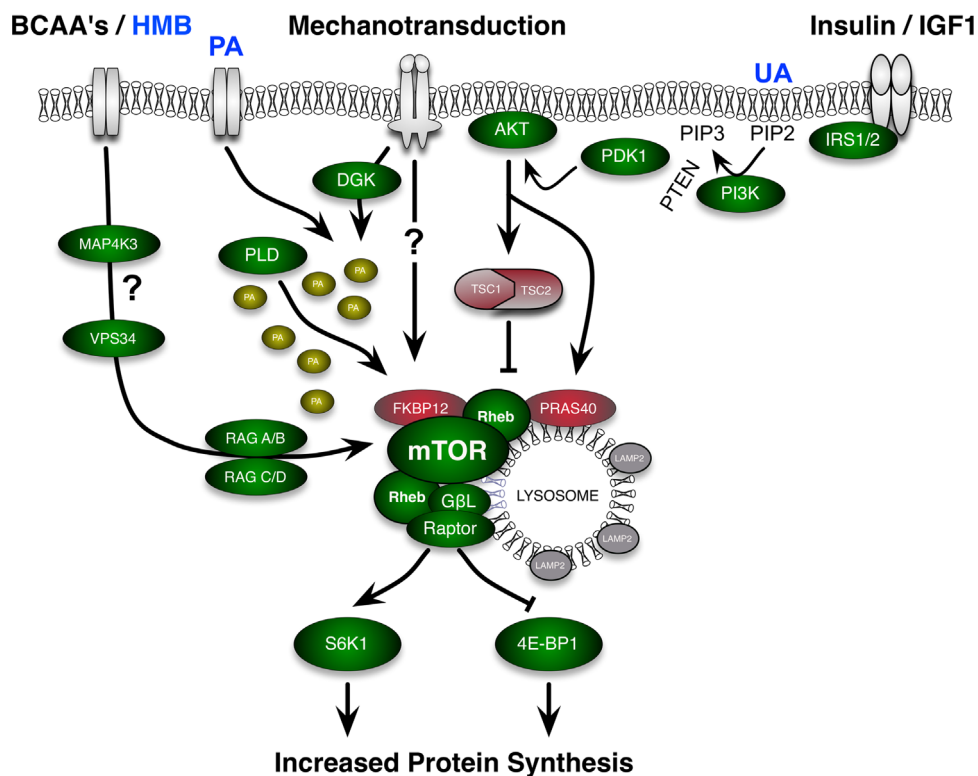 BCAA's / HMB
PA
Mechanotransduction
Insulin / IGF1
UA
AKT
PDK1
PIP3
PIP2
IRS1/2
PTEN
PI3K
DGK
?
MAP4K3
?
PLD
PA
PA
PA
PA
PA
PA
PA
TSC1
TSC2
VPS34
FKBP12
Rheb
PRAS40
RAG A/B
mTOR
LAMP2
RAG C/D
Rheb
GβL
LYSOSOME
Raptor
LAMP2
LAMP2
S6K1
4E-BP1
Increased Protein Synthesis